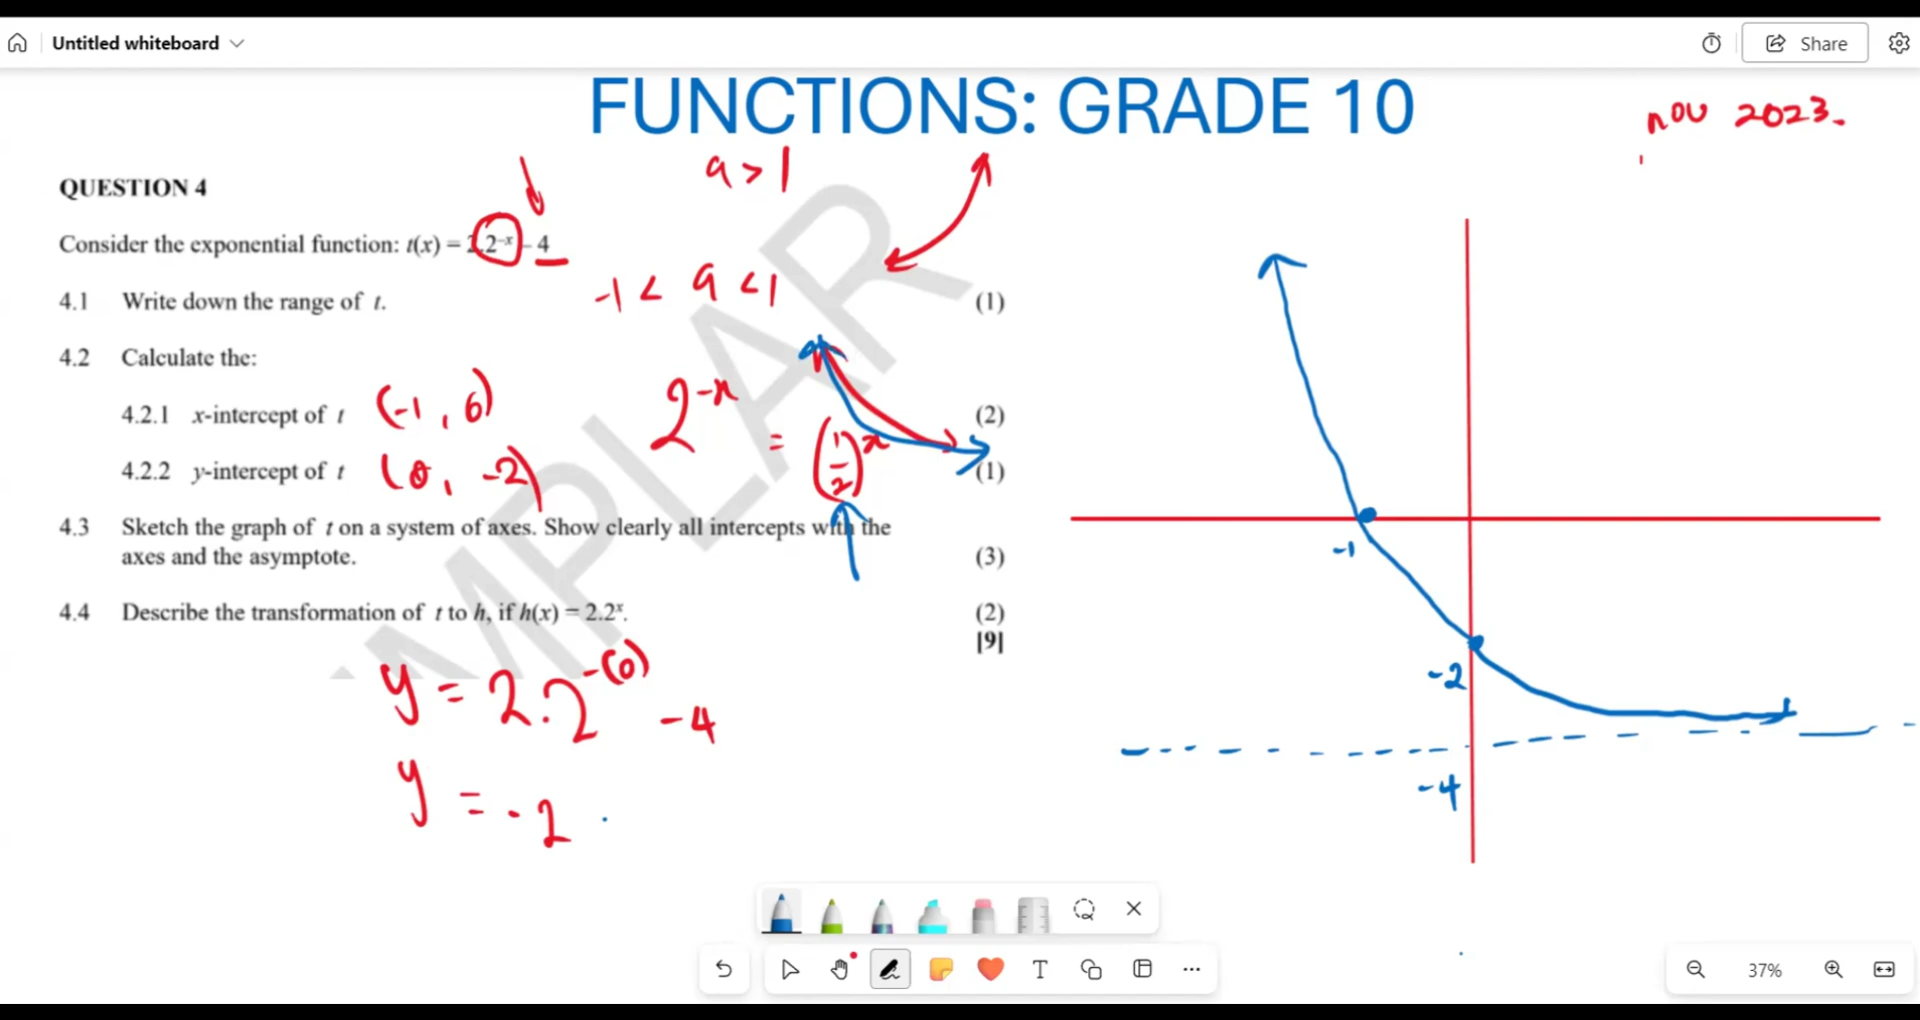 Untitled whiteboard
Share
FUNCTIONS: GRADE 10
nov 2023.
a > 1
QUESTION 4
Consider the exponential function: t(x) = 2.2⁻ˣ – 4
-1 < a < 1
4.1 Write down the range of t. (1)
4.2 Calculate the:
4.2.1 x-intercept of t (-1, 0) (2)
2⁻ˣ = (1/2)ˣ
4.2.2 y-intercept of t (0, -2) (1)
4.3 Sketch the graph of t on a system of axes. Show clearly all intercepts with the
axes and the asymptote. (3)
4.4 Describe the transformation of t to h, if h(x) = 2.2ˣ. (2)
[9]
y = 2.2⁻⁽⁰⁾ -4
y = -2
-1
-2
-4
EMPLAR
37%